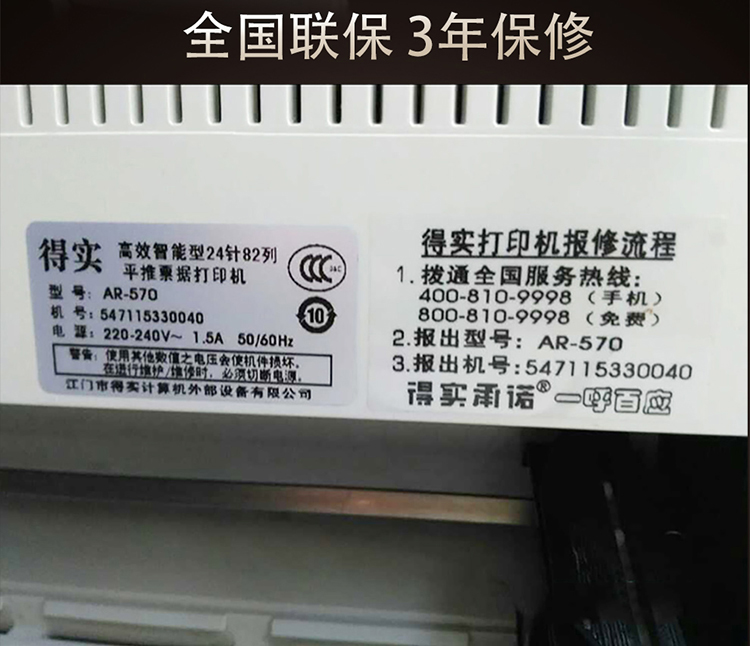 全国联保 3年保修
得实 高效智能型24针82列
平推票据打印机
型 号: AR-570
机 号: 547115330040
电 源: 220-240V~ 1.5A 50/60Hz
10
警告: 使用其他数值之电压会使机件损坏.
在进行维护/维修时, 必须切断电源.
江门市得实计算机外部设备有限公司
得实打印机报修流程
1.拨通全国服务热线:
400-810-9998 (手机)
800-810-9998 (免费)
2.报出型号: AR-570
3.报出机号: 547115330040
得实承诺® 一呼百应